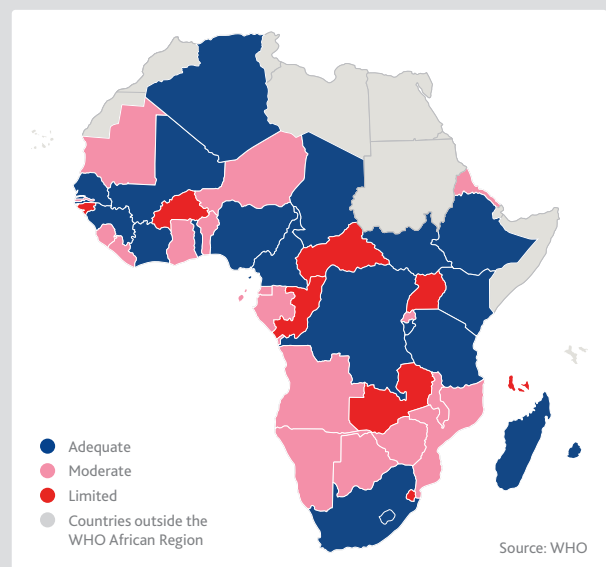 Adequate
Moderate
Limited
Countries outside the
WHO African Region
Source: WHO